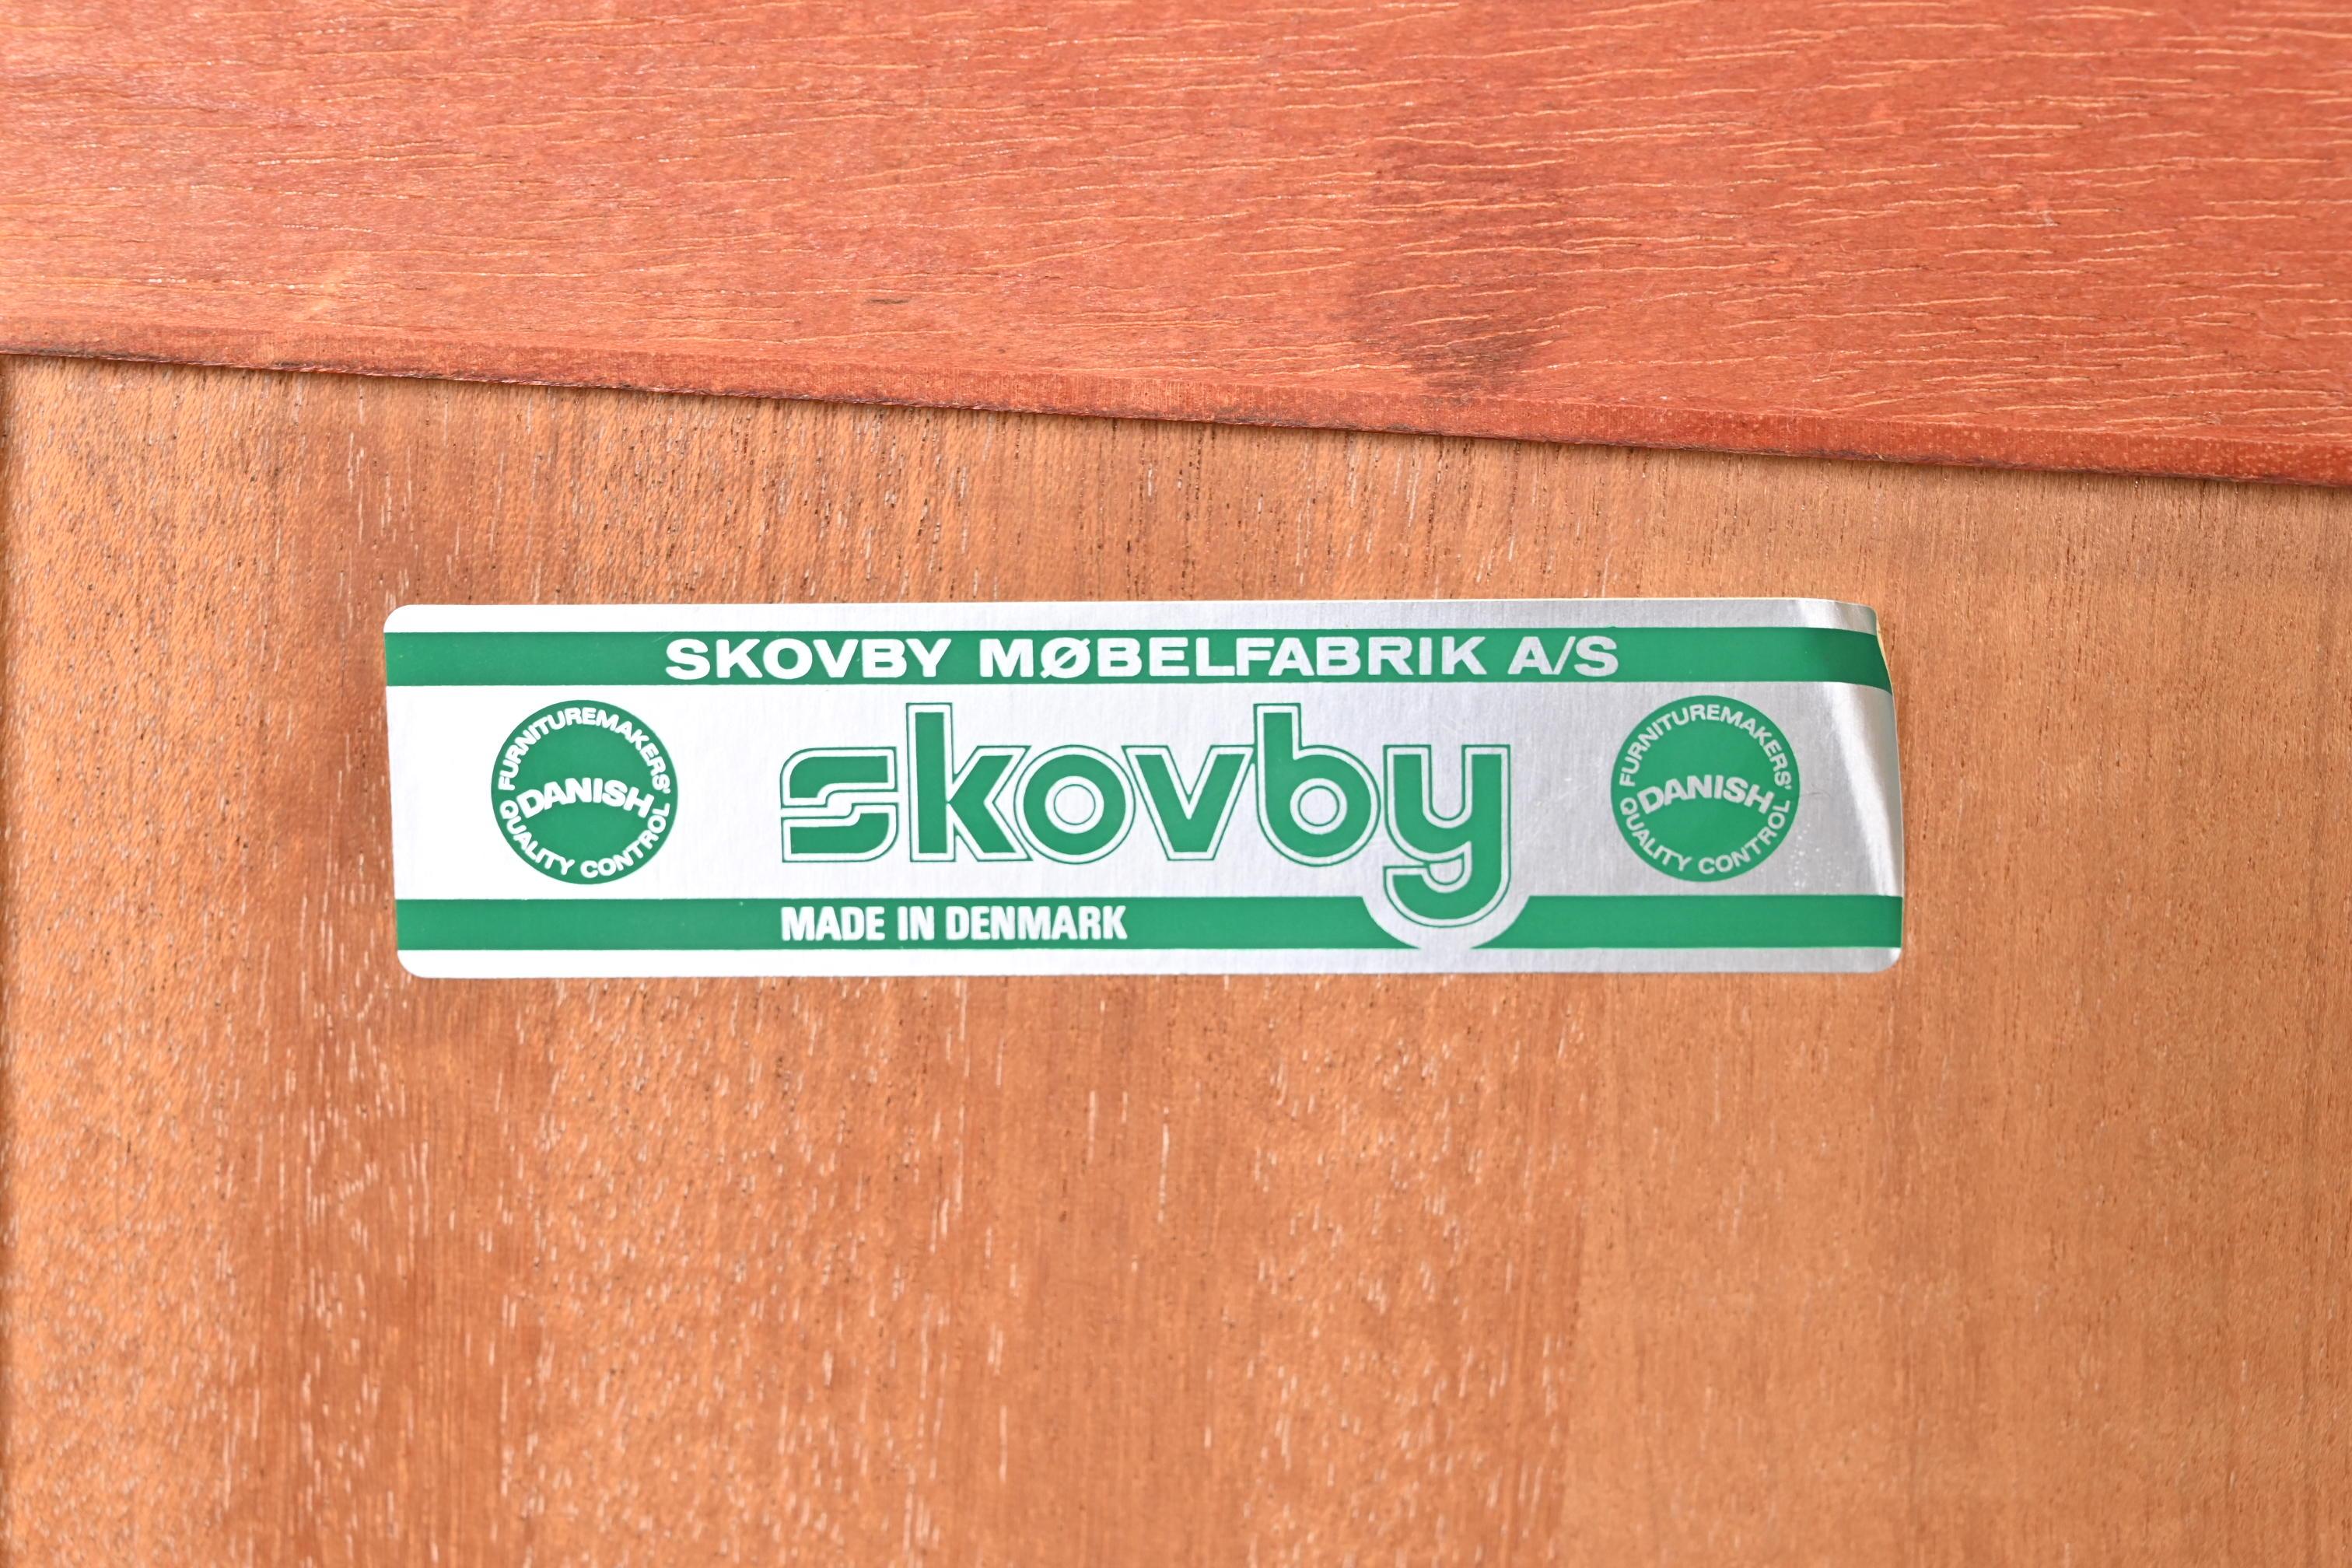 SKOVBY MØBELFABRIK A/S
FURNITUREMAKERS'
DANISH
QUALITY CONTROL
skovby
FURNITUREMAKERS'
DANISH
QUALITY CONTROL
MADE IN DENMARK